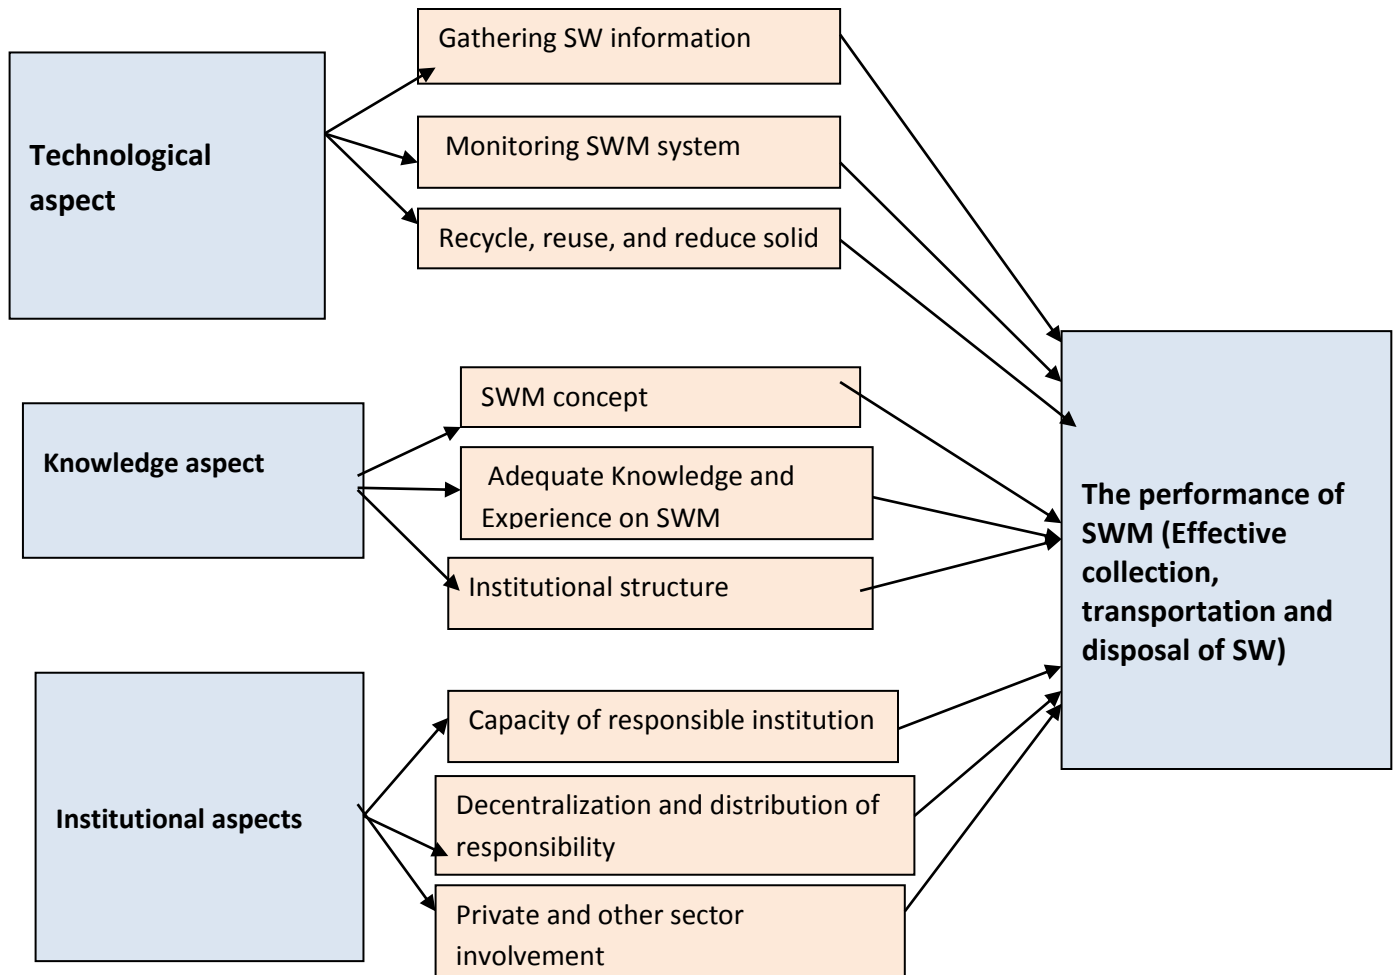 Gathering SW information
Technological
aspect
Monitoring SWM system
Recycle, reuse, and reduce solid
Knowledge aspect
SWM concept
Adequate Knowledge and
Experience on SWM
Institutional structure
The performance of
SWM (Effective
collection,
transportation and
disposal of SW)
Institutional aspects
Capacity of responsible institution
Decentralization and distribution of
responsibility
Private and other sector
involvement